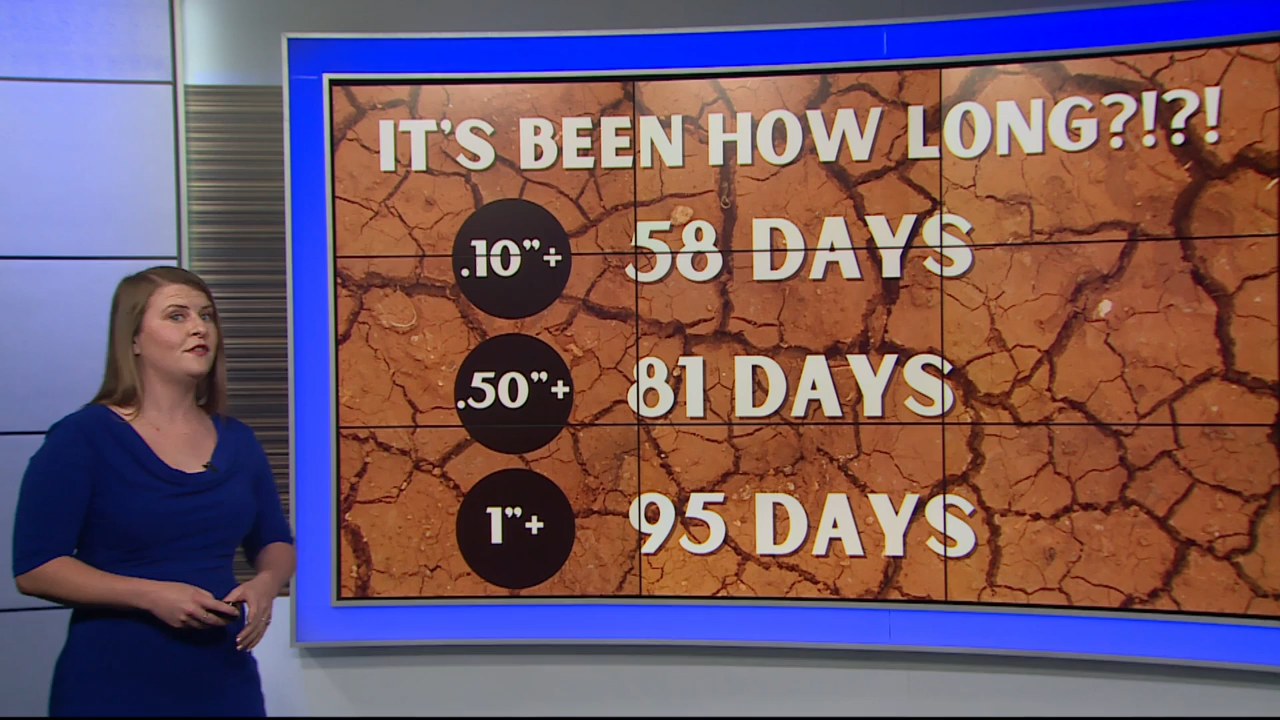 IT'S BEEN HOW LONG?!?!
.10"+ 58 DAYS
.50"+ 81 DAYS
1"+ 95 DAYS